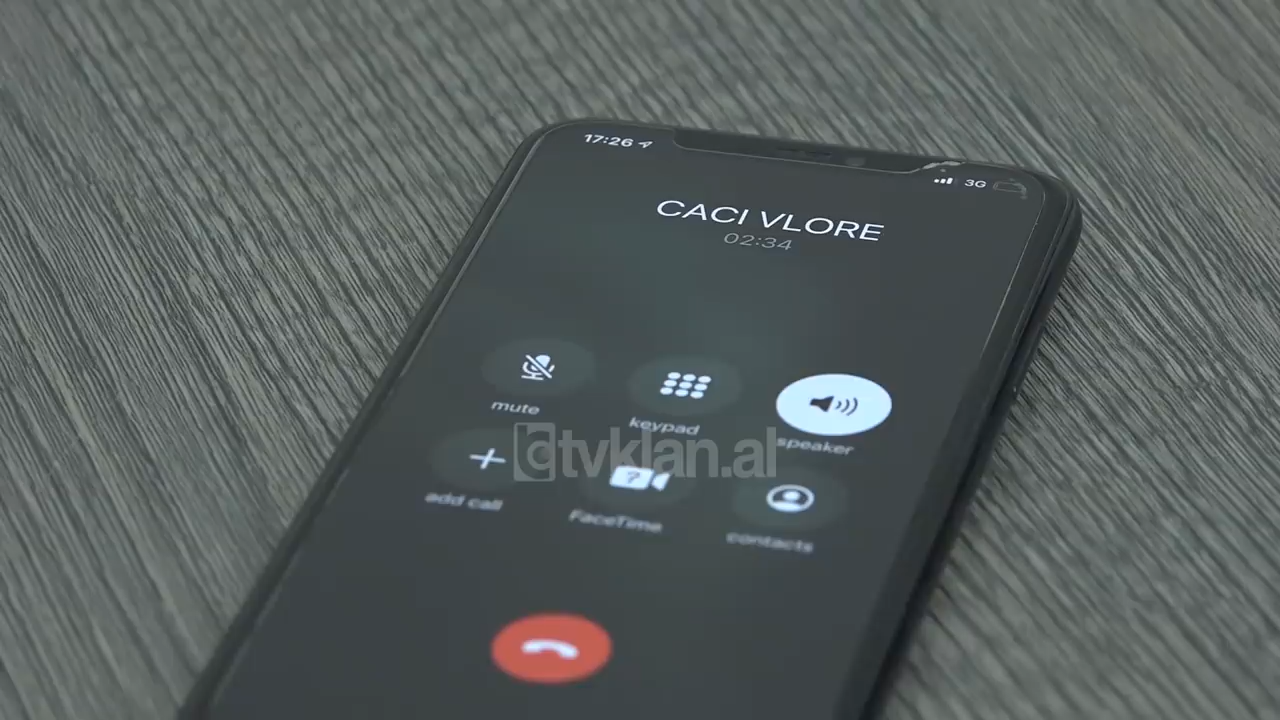 17:26
3G
CACI VLORE
02:34
mute
keypad
speaker
add call
FaceTime
contacts
tvklan.al